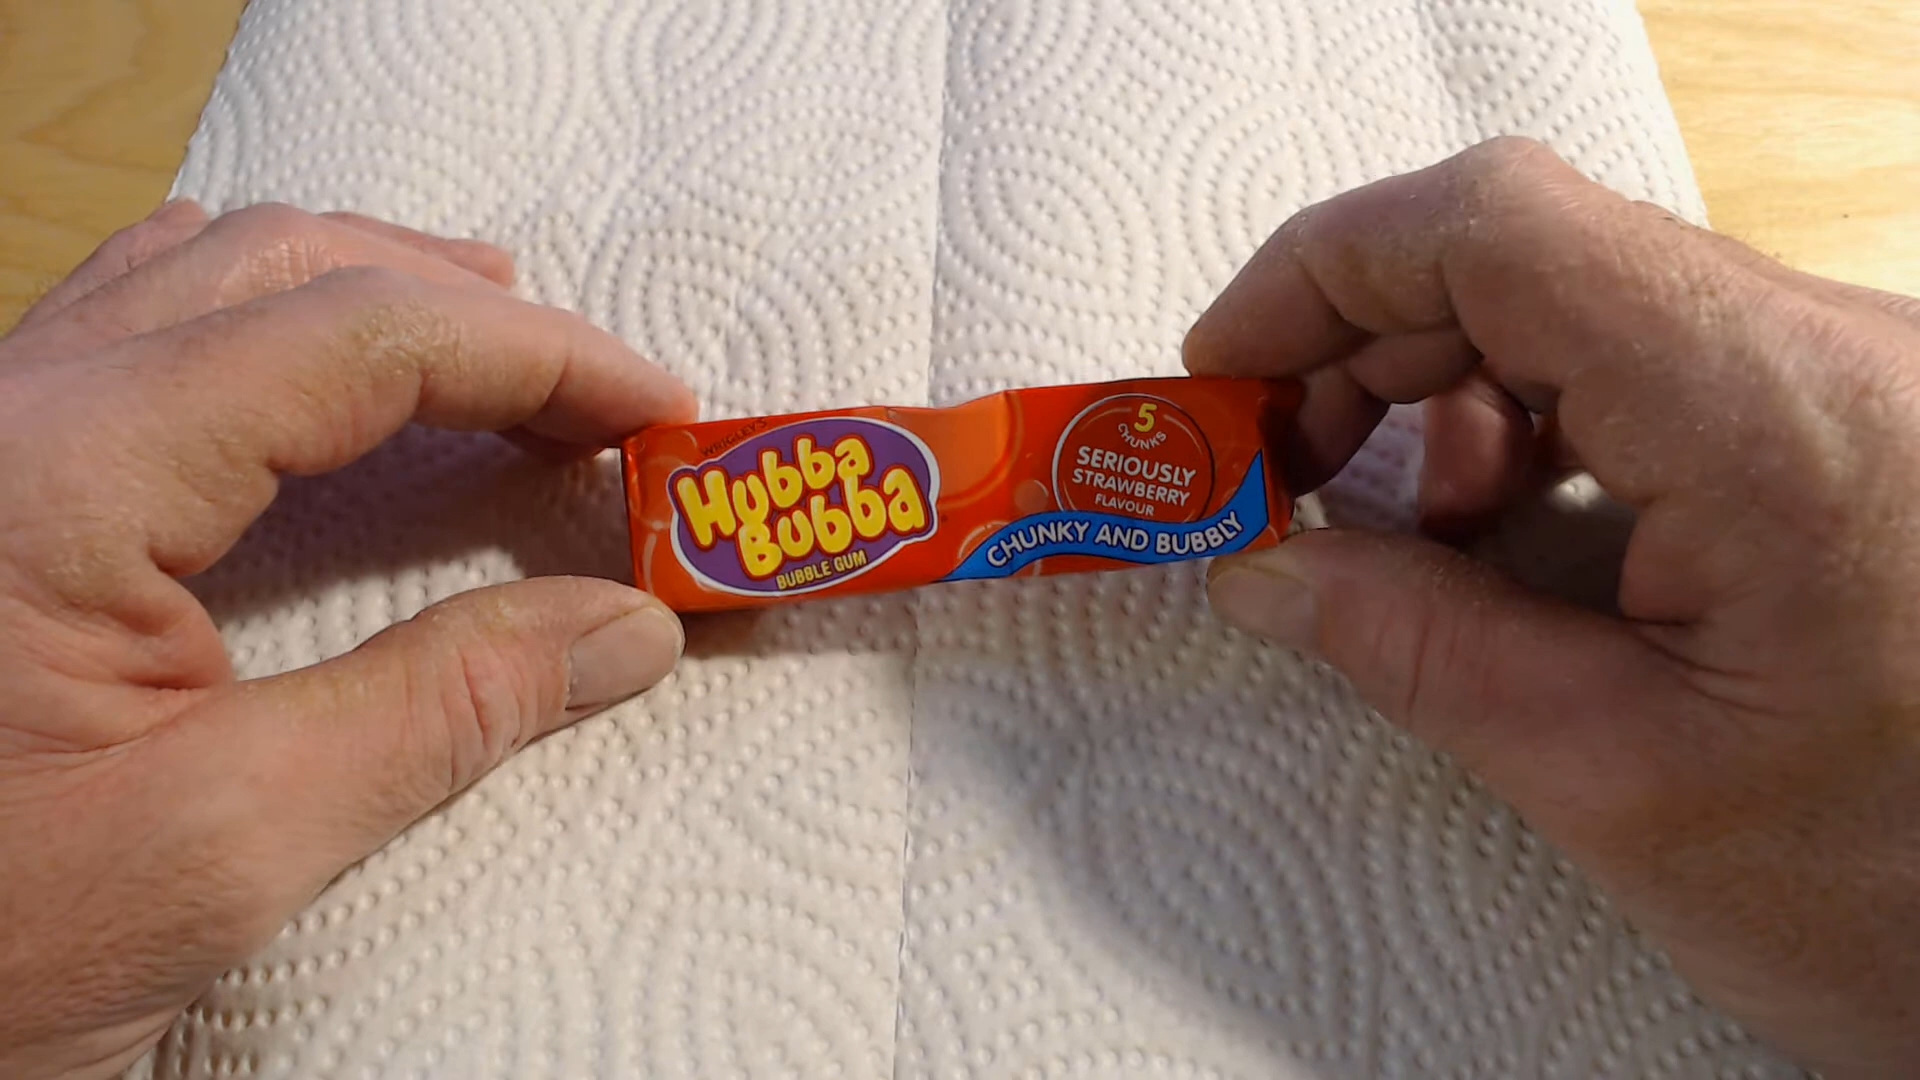 WRIGLEY'S
Hubba
Bubba
BUBBLE GUM
5
CHUNKS
SERIOUSLY
STRAWBERRY
FLAVOUR
CHUNKY AND BUBBLY